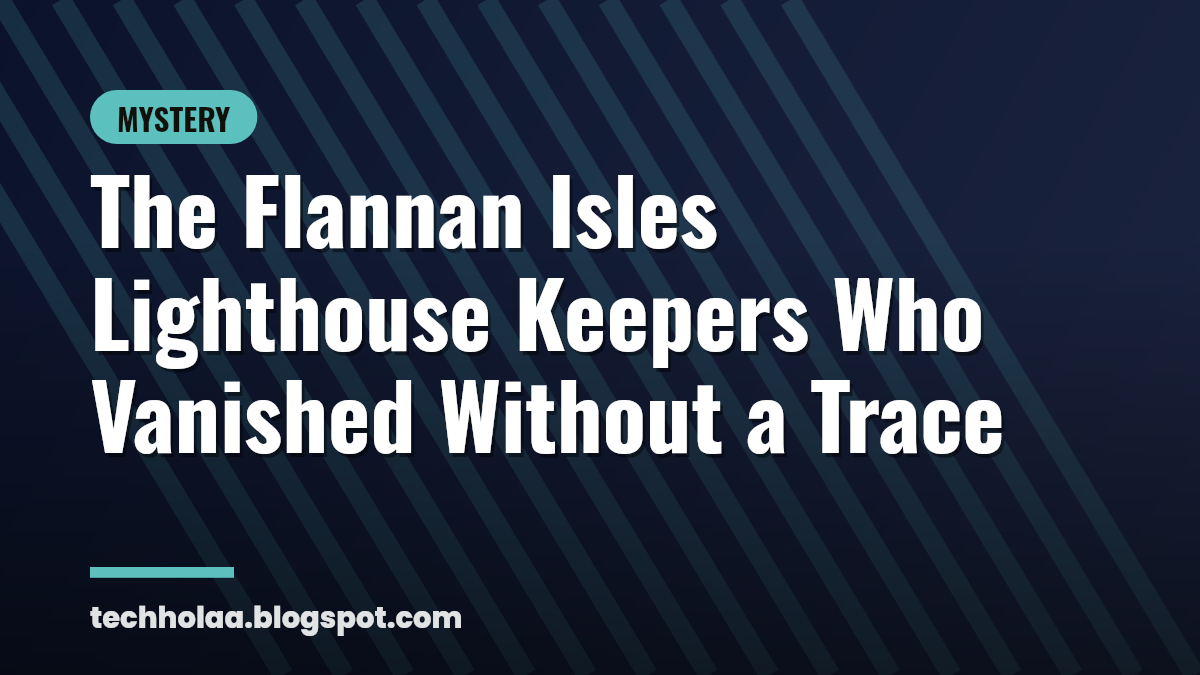 MYSTERY
The Flannan Isles
Lighthouse Keepers Who
Vanished Without a Trace
techholaa.blogspot.com